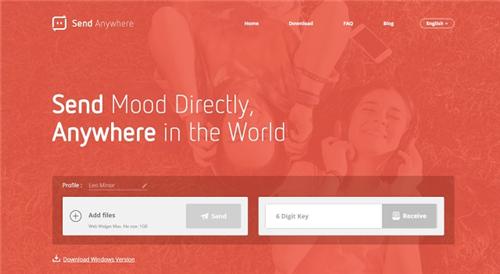 Send Anywhere
Home
Download
FAQ
Blog
English
Send Mood Directly,
Anywhere in the World
Profile :
Leo Minor
Add files
Web Widget Max. file size: 1GB
Send
6 Digit Key
Receive
Download Windows Version